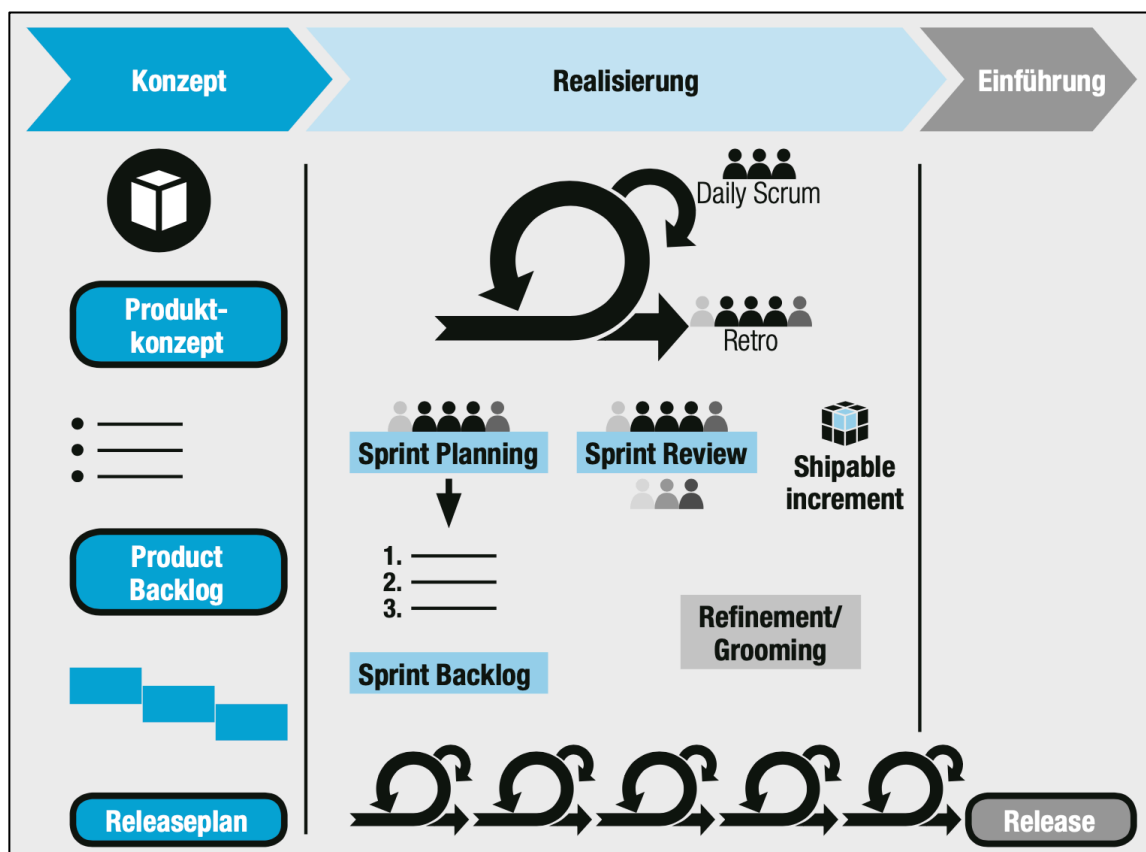 Konzept
Realisierung
Einführung
Produkt-
konzept
Product
Backlog
Releaseplan
Daily Scrum
Retro
Sprint Planning
Sprint Review
Shipable
increment
1.
2.
3.
Refinement/
Grooming
Sprint Backlog
Release